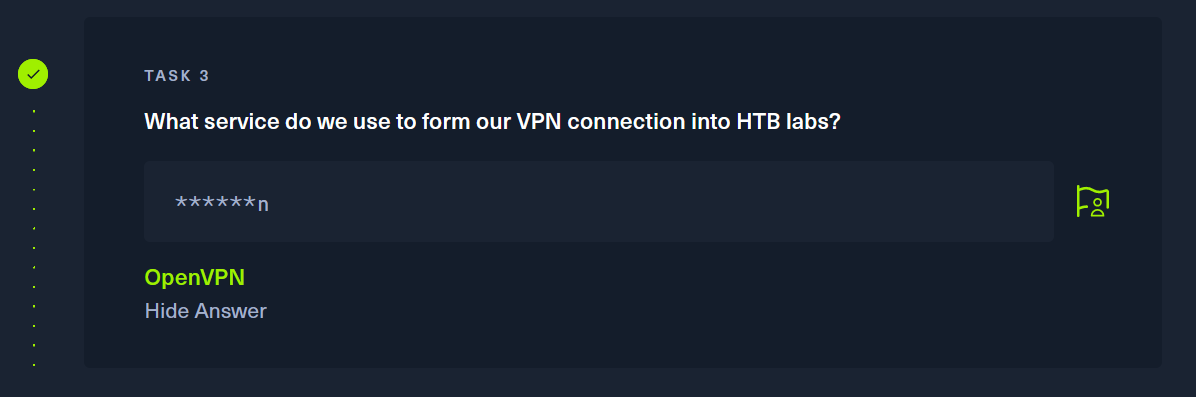 TASK 3
What service do we use to form our VPN connection into HTB labs?
******n
OpenVPN
Hide Answer